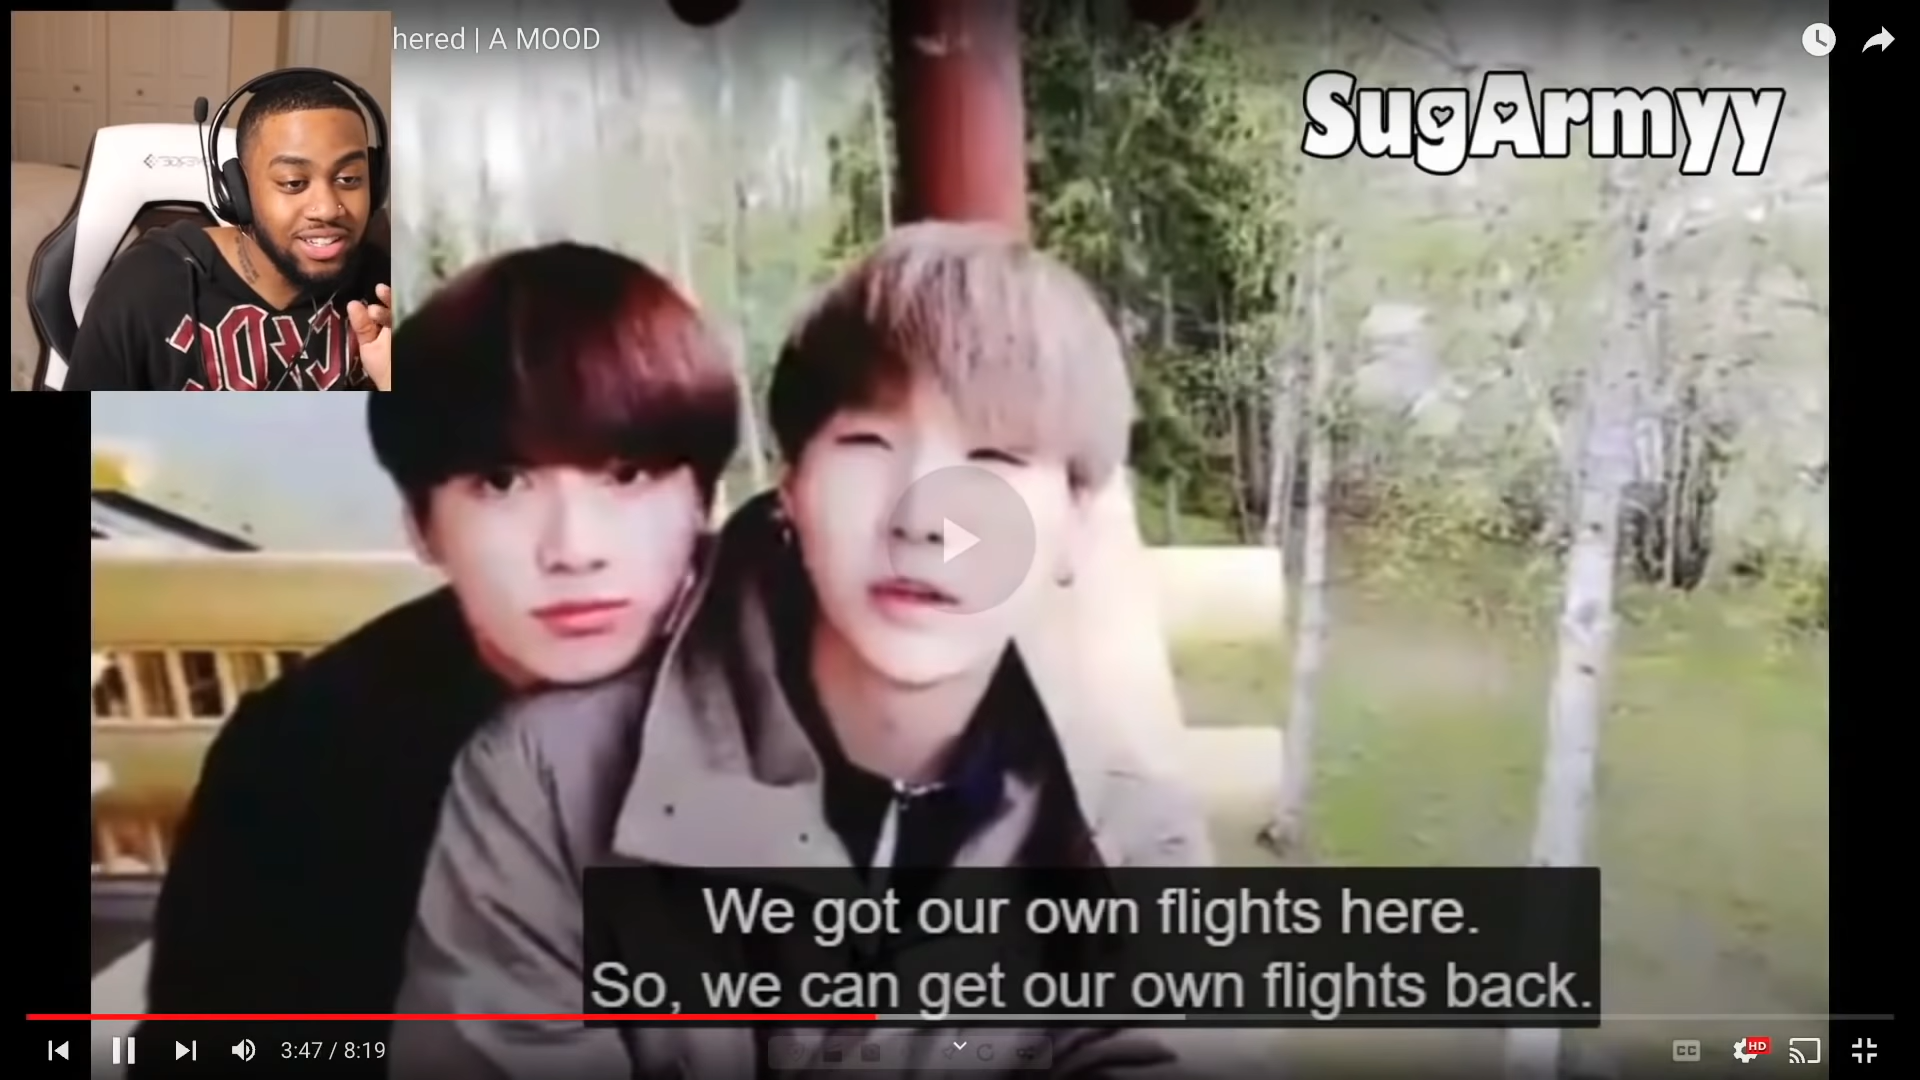 hered | A MOOD
SugArmyy
We got our own flights here.
So, we can get our own flights back.
3:47 / 8:19
CC
HD